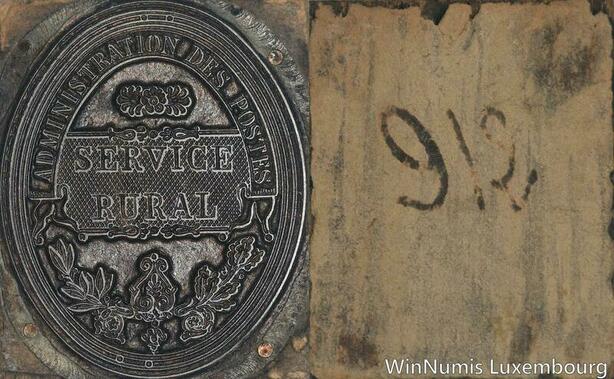 ADMINISTRATION DES POSTES
SERVICE
RURAL
912
WinNumis Luxembourg